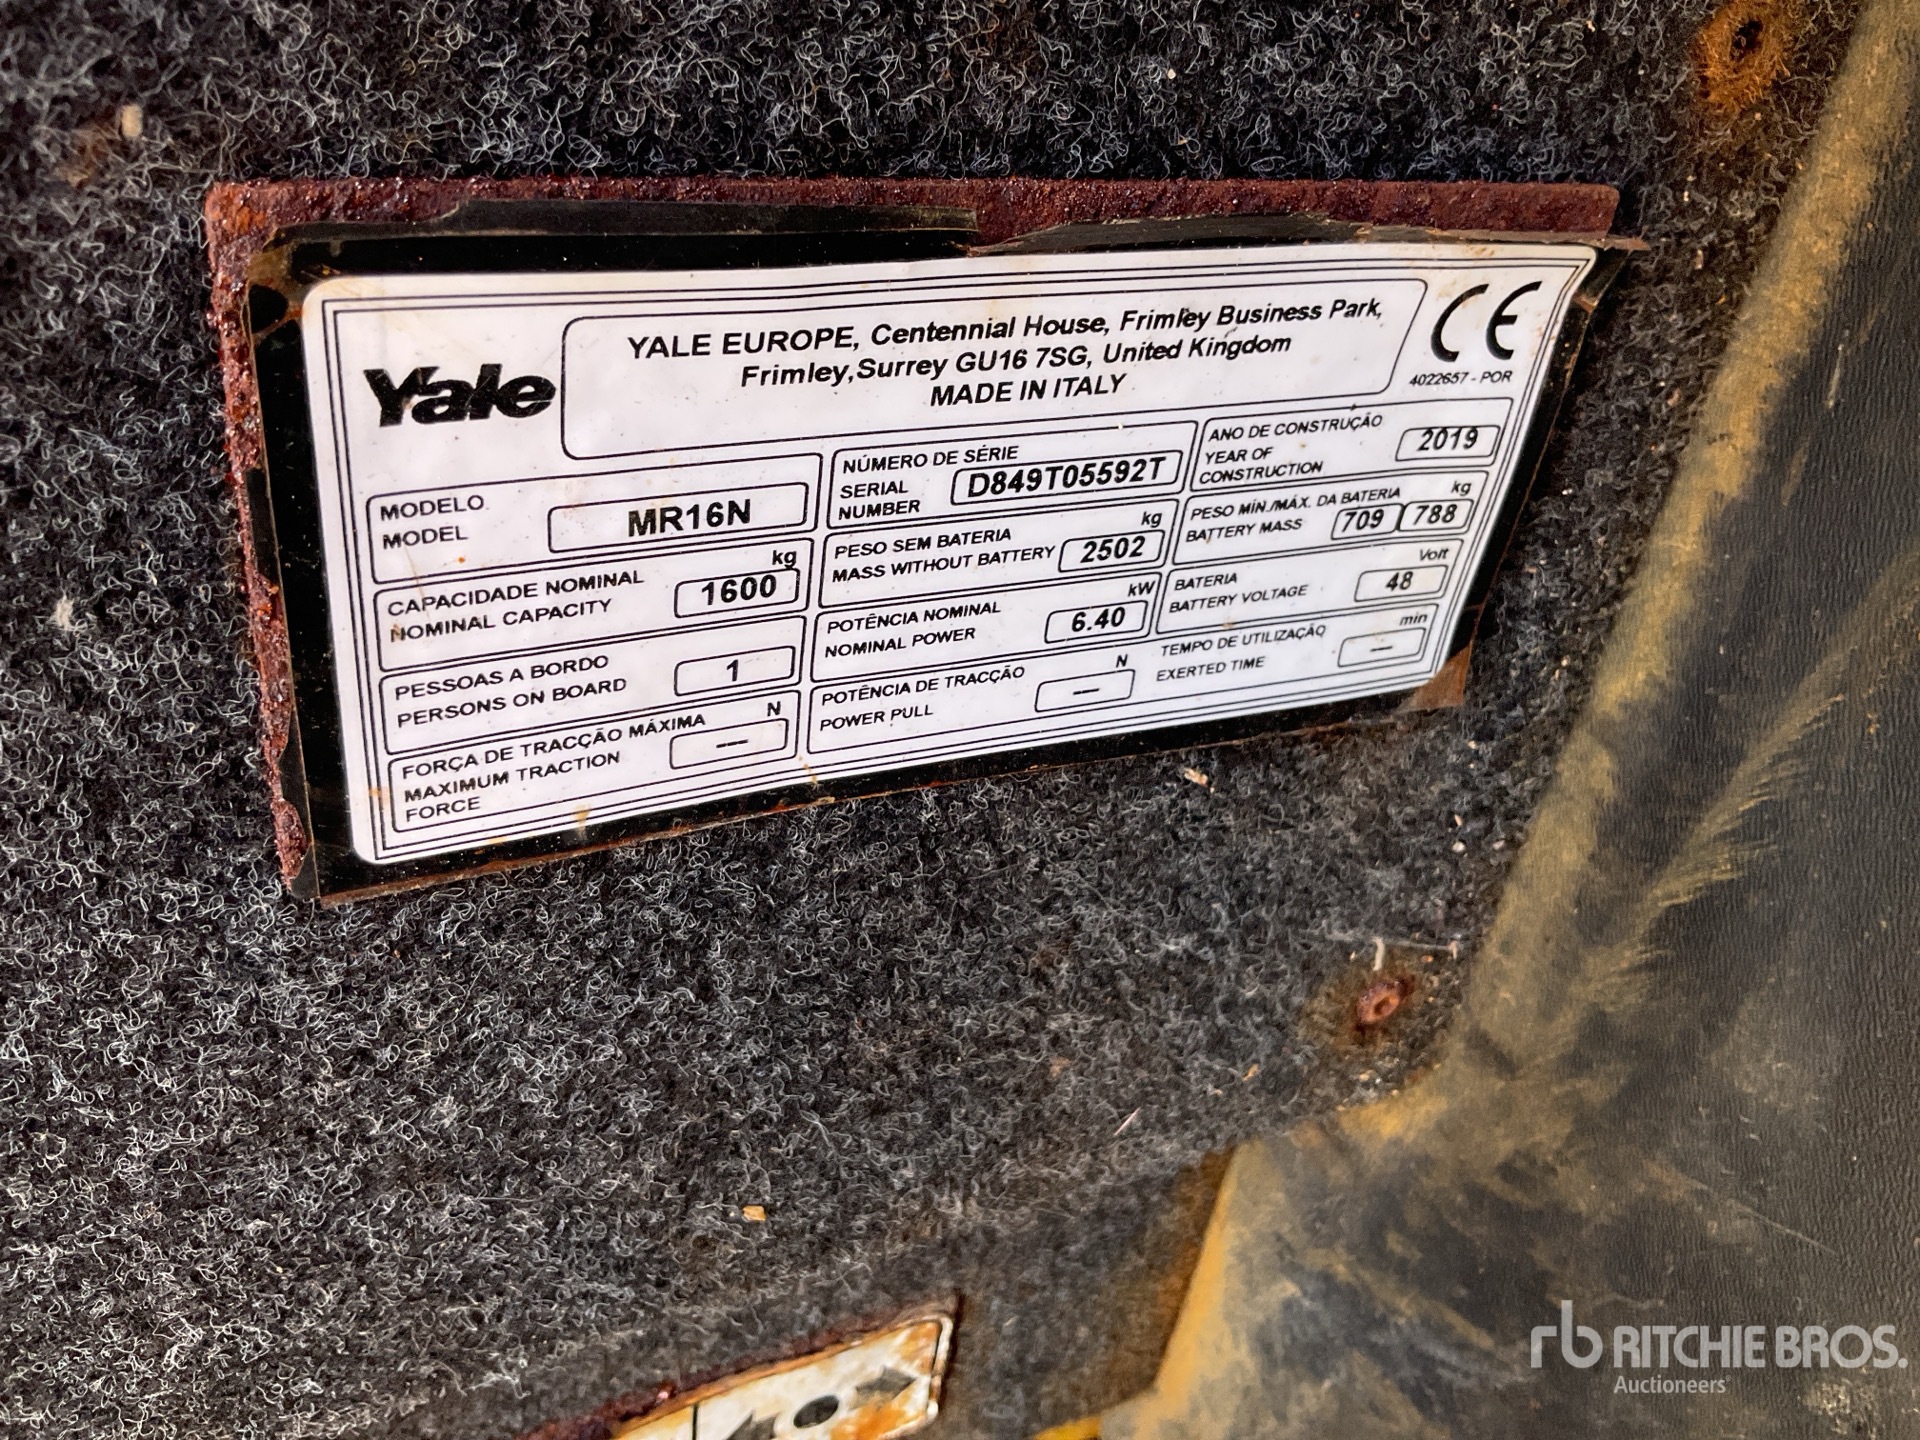 Yale
YALE EUROPE, Centennial House, Frimley Business Park,
Frimley,Surrey GU16 7SG, United Kingdom
MADE IN ITALY
CE
4022657 - POR
MODELO
MODEL
MR16N
NÚMERO DE SÉRIE
SERIAL
NUMBER
D849T05592T
ANO DE CONSTRUÇÃO
YEAR OF
CONSTRUCTION
2019
CAPACIDADE NOMINAL
NOMINAL CAPACITY
kg
1600
PESO SEM BATERIA
MASS WITHOUT BATTERY
kg
2502
PESO MÍN./MÁX. DA BATERIA
BATTERY MASS
kg
709 788
PESSOAS A BORDO
PERSONS ON BOARD
1
POTÊNCIA NOMINAL
NOMINAL POWER
kW
6.40
BATERIA
BATTERY VOLTAGE
Volt
48
FORÇA DE TRACÇÃO MÁXIMA
MAXIMUM TRACTION
FORCE
N
---
POTÊNCIA DE TRACÇÃO
POWER PULL
N
---
TEMPO DE UTILIZAÇÃO
EXERTED TIME
min
---
rb RITCHIE BROS.
Auctioneers